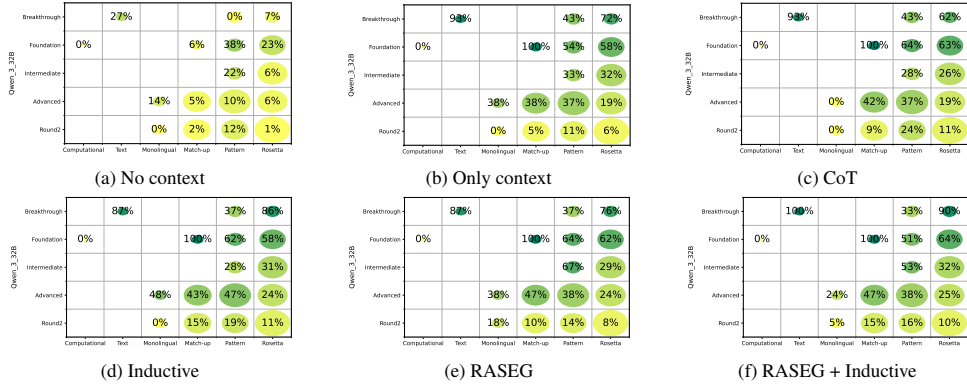 Qwen_3_32B
Breakthrough 27% 0% 7%
Foundation 0% 6% 38% 23%
Intermediate 22% 6%
Advanced 14% 5% 10% 6%
Round2 0% 2% 12% 1%
Computational Text Monolingual Match-up Pattern Rosetta
(a) No context
Qwen_3_32B
Breakthrough 93% 43% 72%
Foundation 0% 100% 54% 58%
Intermediate 33% 32%
Advanced 38% 38% 37% 19%
Round2 0% 5% 11% 6%
Computational Text Monolingual Match-up Pattern Rosetta
(b) Only context
Qwen_3_32B
Breakthrough 93% 43% 62%
Foundation 0% 100% 64% 63%
Intermediate 28% 26%
Advanced 0% 42% 37% 19%
Round2 0% 9% 24% 11%
Computational Text Monolingual Match-up Pattern Rosetta
(c) CoT
Qwen_3_32B
Breakthrough 87% 33% 86%
Foundation 0% 100% 62% 58%
Intermediate 28% 31%
Advanced 48% 43% 47% 24%
Round2 0% 15% 19% 11%
Computational Text Monolingual Match-up Pattern Rosetta
(d) Inductive
Qwen_3_32B
Breakthrough 87% 37% 76%
Foundation 0% 100% 64% 62%
Intermediate 67% 29%
Advanced 38% 47% 38% 24%
Round2 18% 10% 14% 8%
Computational Text Monolingual Match-up Pattern Rosetta
(e) RASEG
Qwen_3_32B
Breakthrough 100% 33% 90%
Foundation 0% 100% 51% 64%
Intermediate 53% 32%
Advanced 24% 47% 38% 25%
Round2 5% 15% 16% 10%
Computational Text Monolingual Match-up Pattern Rosetta
(f) RASEG + Inductive